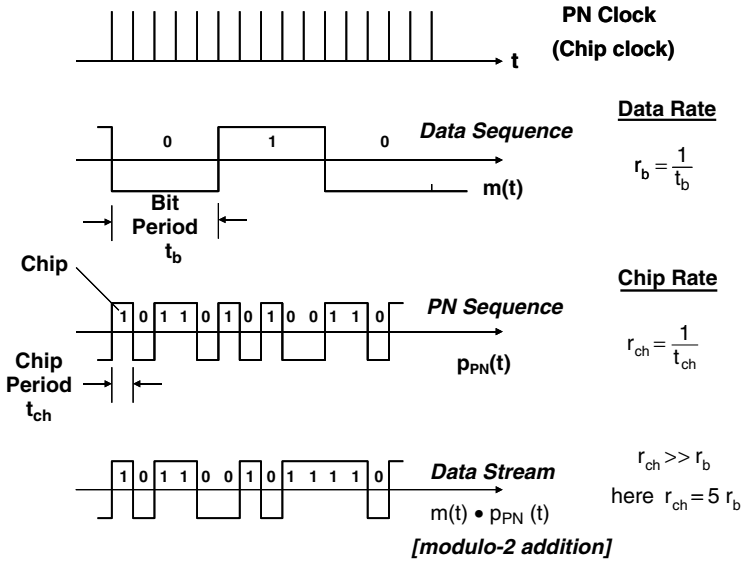 PN Clock
(Chip clock)
t
Data Rate
Data Sequence
0 1 0
r_b = 1/t_b
m(t)
Bit
Period
t_b
Chip
Chip Rate
PN Sequence
1 0 1 1 0 1 0 1 0 0 1 1 0
r_ch = 1/t_ch
p_PN(t)
Chip
Period
t_ch
r_ch >> r_b
Data Stream
1 0 1 1 0 0 1 0 1 1 1 1 0
here r_ch = 5 r_b
m(t) • p_PN (t)
[modulo-2 addition]